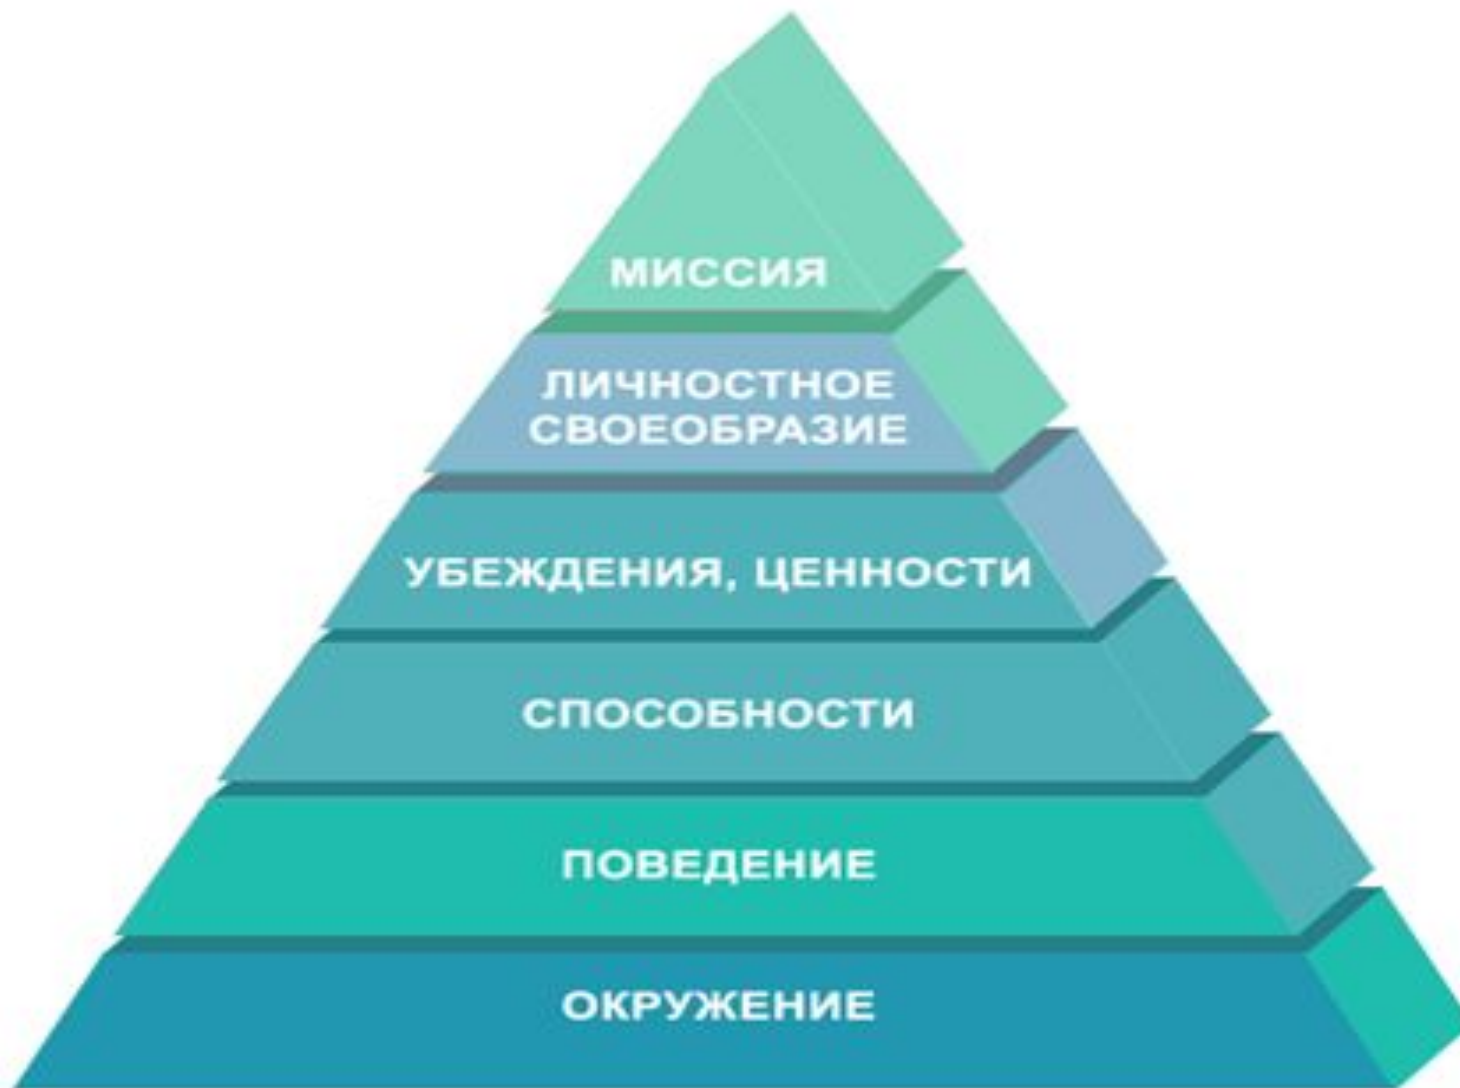 МИССИЯ
ЛИЧНОСТНОЕ
СВОЕОБРАЗИЕ
УБЕЖДЕНИЯ, ЦЕННОСТИ
СПОСОБНОСТИ
ПОВЕДЕНИЕ
ОКРУЖЕНИЕ